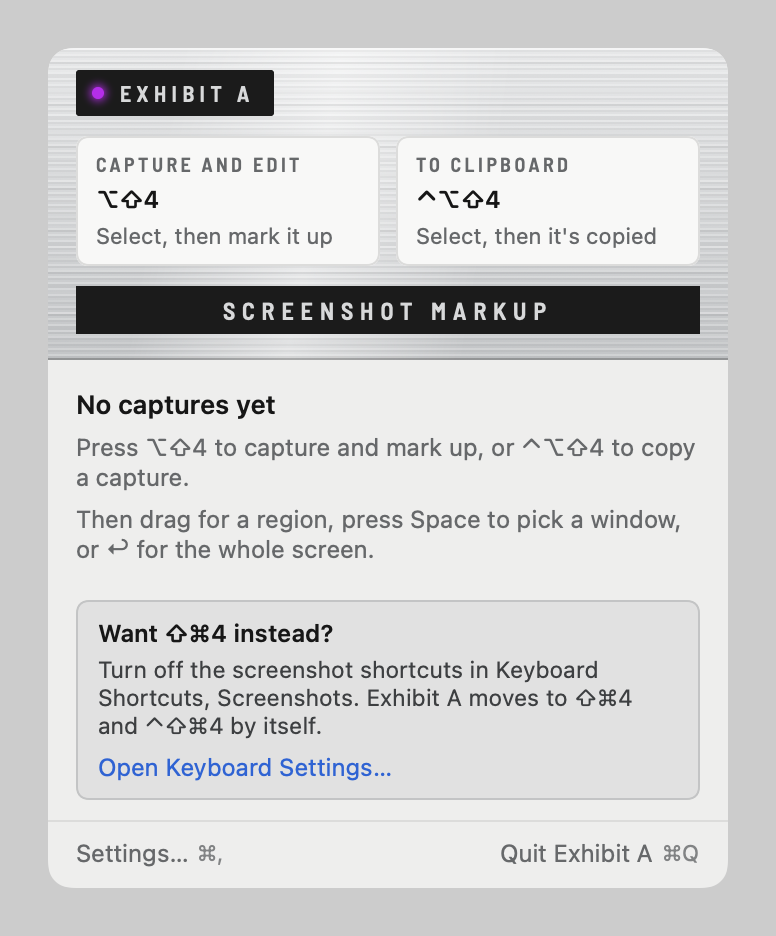 EXHIBIT A
CAPTURE AND EDIT
⌥⇧4
Select, then mark it up
TO CLIPBOARD
⌃⌥⇧4
Select, then it's copied
SCREENSHOT MARKUP
No captures yet
Press ⌥⇧4 to capture and mark up, or ⌃⌥⇧4 to copy
a capture.
Then drag for a region, press Space to pick a window,
or ↩ for the whole screen.
Want ⇧⌘4 instead?
Turn off the screenshot shortcuts in Keyboard
Shortcuts, Screenshots. Exhibit A moves to ⇧⌘4
and ⌃⇧⌘4 by itself.
Open Keyboard Settings...
Settings... ⌘,
Quit Exhibit A ⌘Q